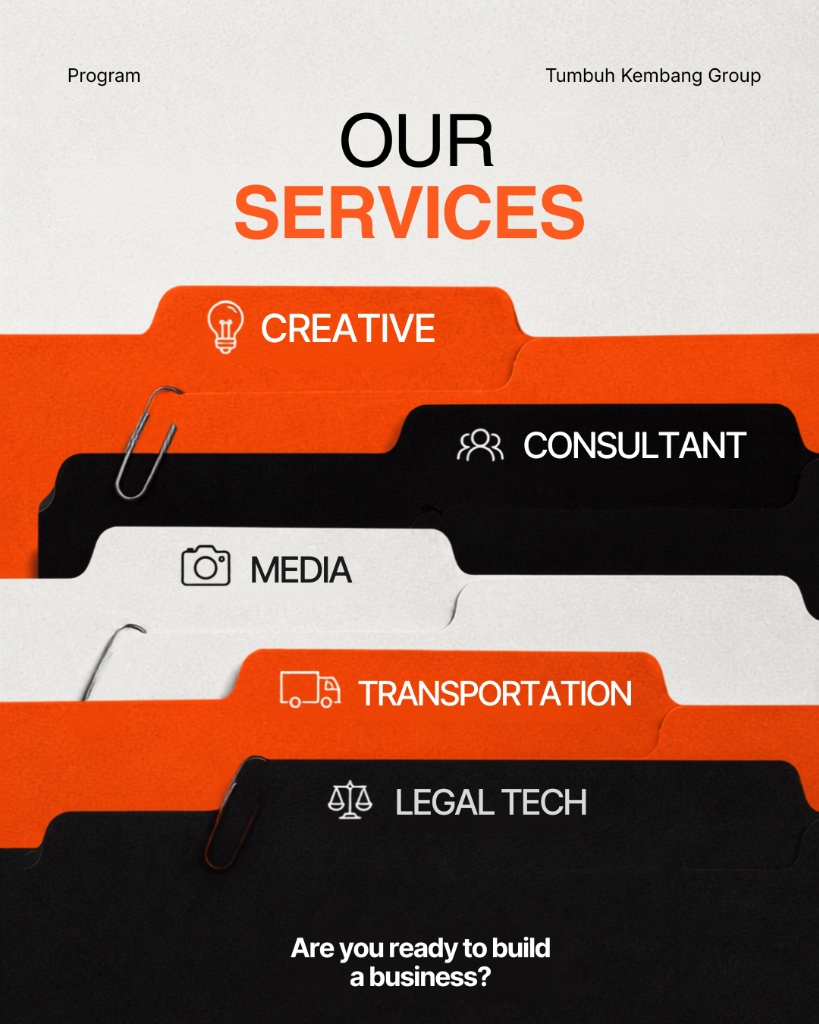 Program
Tumbuh Kembang Group
OUR
SERVICES
CREATIVE
CONSULTANT
MEDIA
TRANSPORTATION
LEGAL TECH
Are you ready to build
a business?